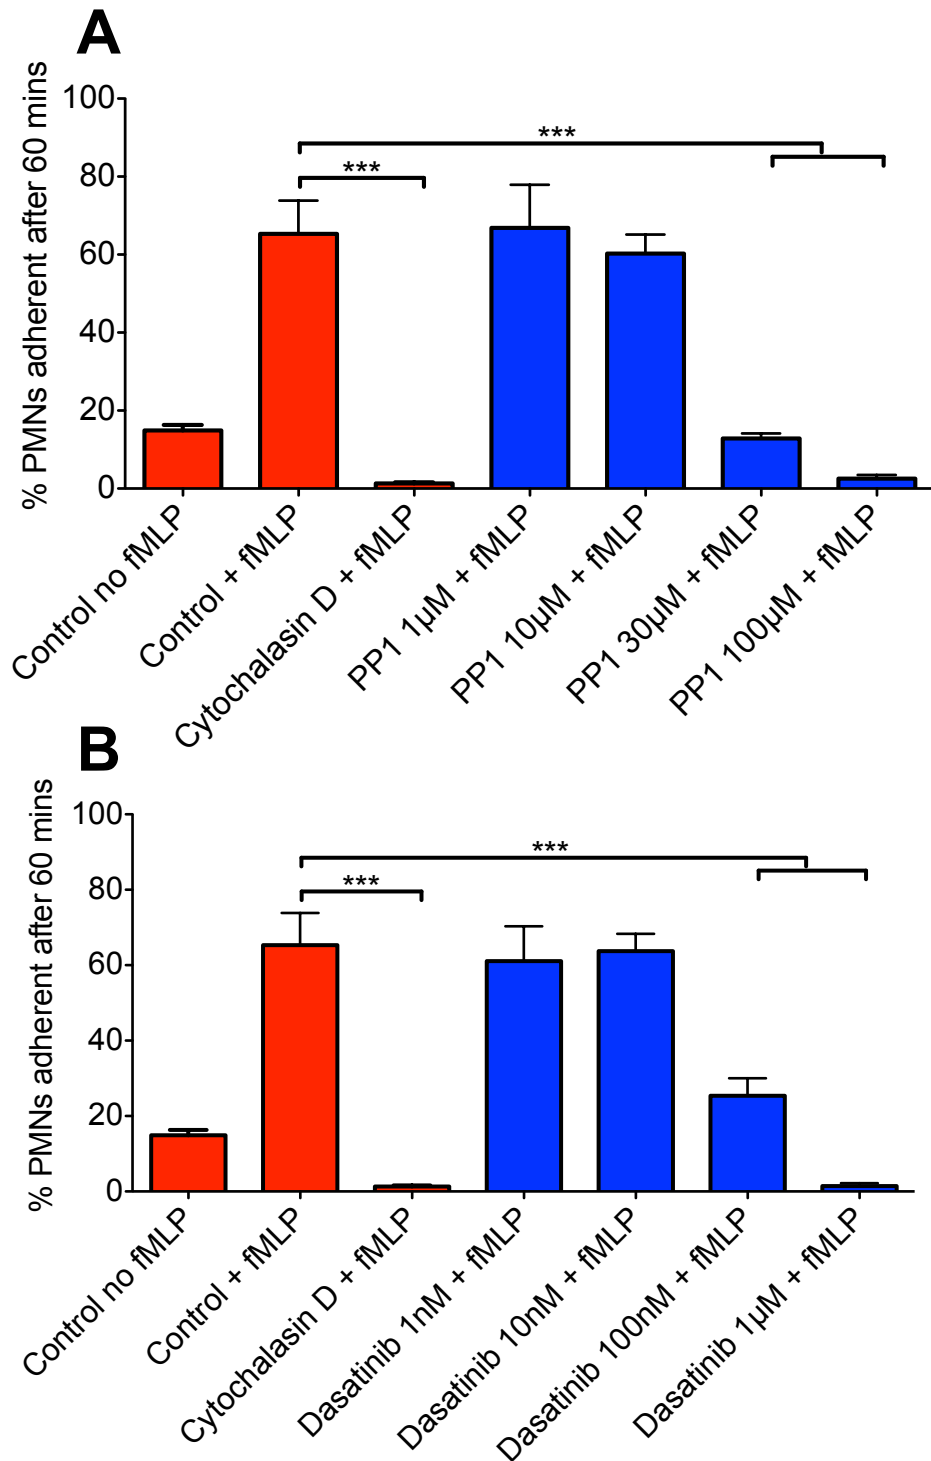 A
% PMNs adherent after 60 mins
100
80
60
40
20
0
***
***
Control no fMLP
Control + fMLP
Cytochalasin D + fMLP
PP1 1µM + fMLP
PP1 10µM + fMLP
PP1 30µM + fMLP
PP1 100µM + fMLP
B
% PMNs adherent after 60 mins
100
80
60
40
20
0
***
***
Control no fMLP
Control + fMLP
Cytochalasin D + fMLP
Dasatinib 1nM + fMLP
Dasatinib 10nM + fMLP
Dasatinib 100nM + fMLP
Dasatinib 1µM + fMLP